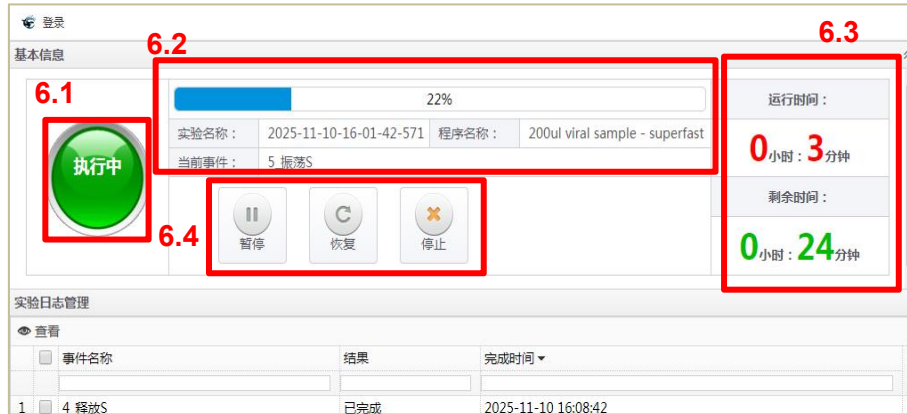 登录
基本信息
6.1
6.2
6.3
6.4
执行中
22%
实验名称： 2025-11-10-16-01-42-571 程序名称： 200ul viral sample - superfast
当前事件： 5_振荡S
暂停 恢复 停止
运行时间：
0小时：3分钟
剩余时间：
0小时：24分钟
实验日志管理
查看
事件名称 结果 完成时间
1 4 释放S 已完成 2025-11-10 16:08:42